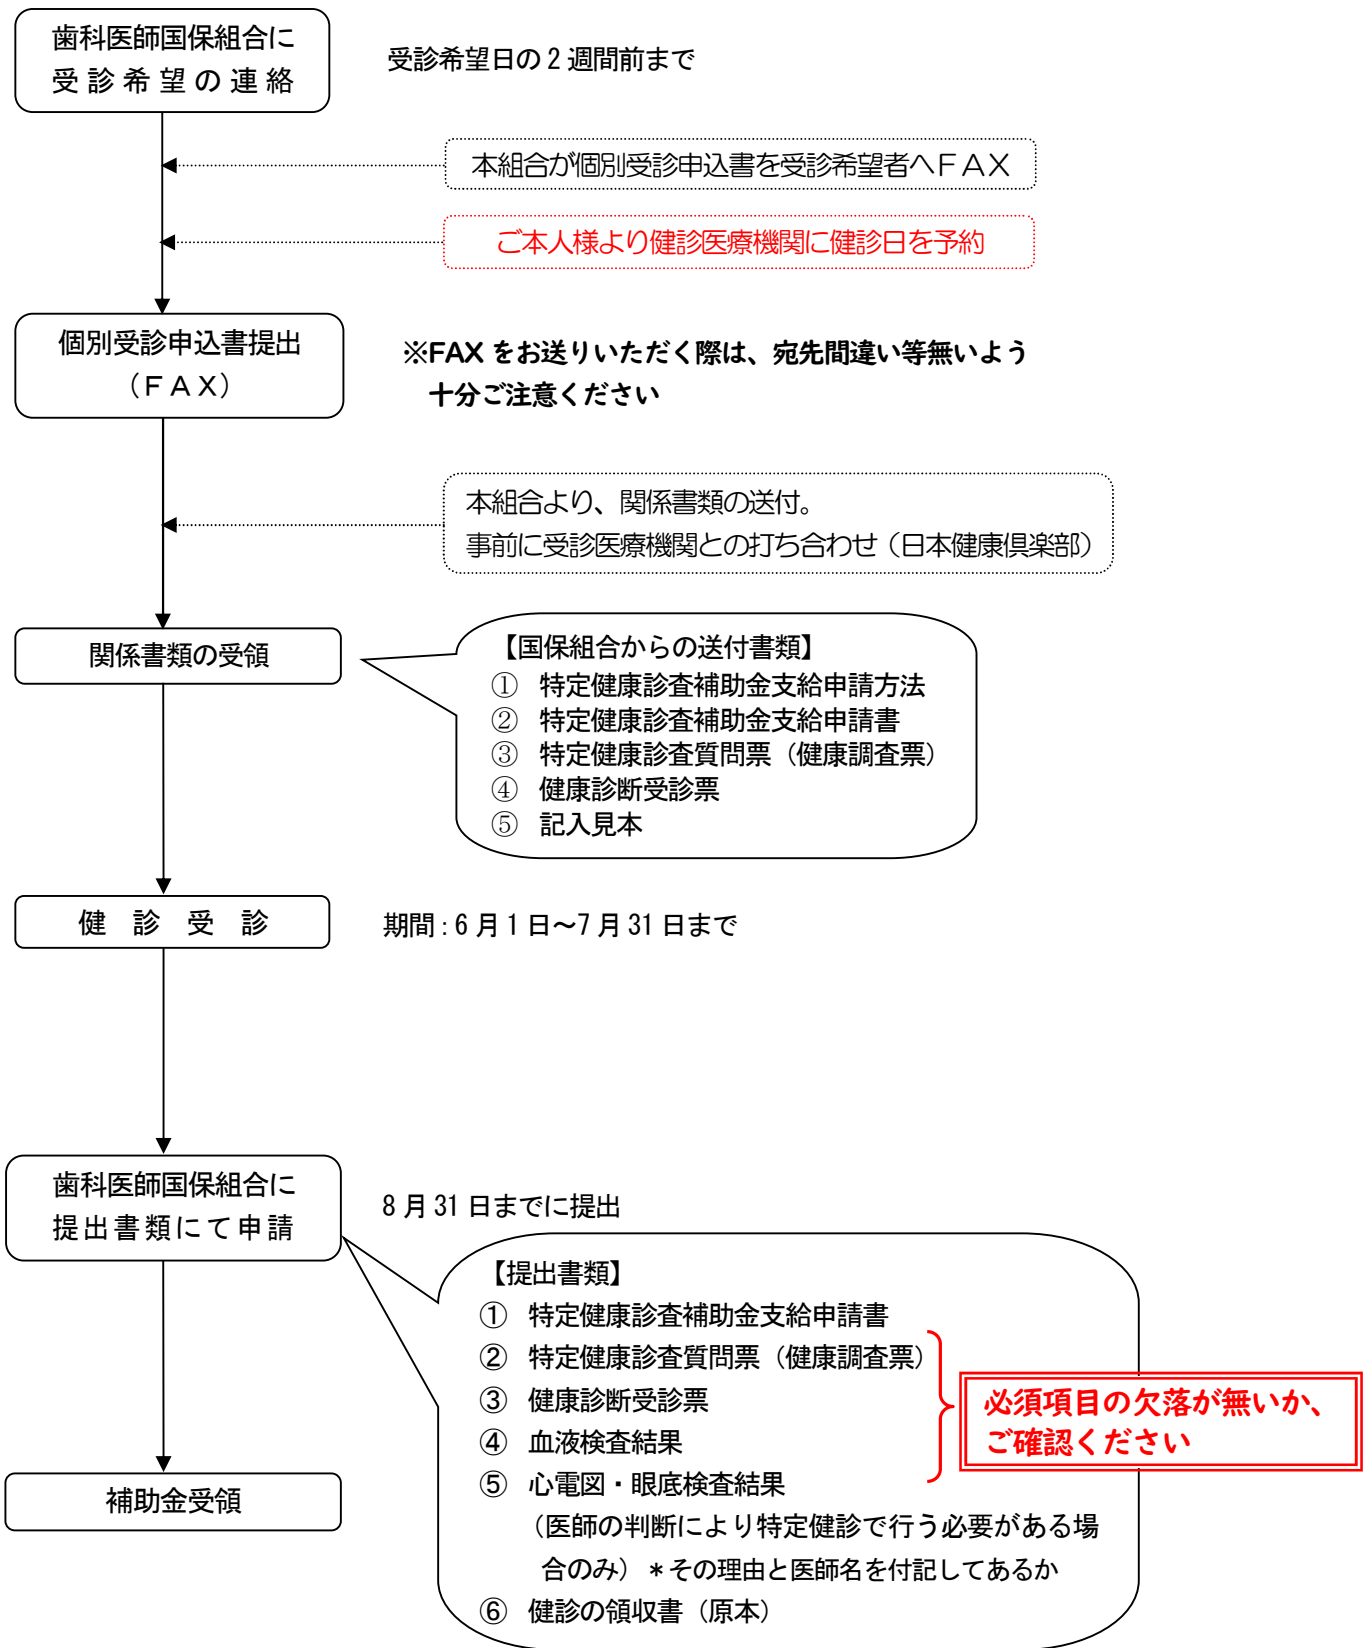 歯科医師国保組合に
受診希望の連絡
受診希望日の2週間前まで
本組合が個別受診申込書を受診希望者へＦＡＸ
ご本人様より健診医療機関に健診日を予約
個別受診申込書提出
（ＦＡＸ）
※FAX をお送りいただく際は、宛先間違い等無いよう
十分ご注意ください
本組合より、関係書類の送付。
事前に受診医療機関との打ち合わせ（日本健康倶楽部）
関係書類の受領
【国保組合からの送付書類】
① 特定健康診査補助金支給申請方法
② 特定健康診査補助金支給申請書
③ 特定健康診査質問票（健康調査票）
④ 健康診断受診票
⑤ 記入見本
健　診　受　診
期間：6月1日～7月31日まで
歯科医師国保組合に
提出書類にて申請
8月31日までに提出
【提出書類】
① 特定健康診査補助金支給申請書
② 特定健康診査質問票（健康調査票）
③ 健康診断受診票
④ 血液検査結果
⑤ 心電図・眼底検査結果
（医師の判断により特定健診で行う必要がある場
合のみ）＊その理由と医師名を付記してあるか
⑥ 健診の領収書（原本）
必須項目の欠落が無いか、
ご確認ください
補助金受領